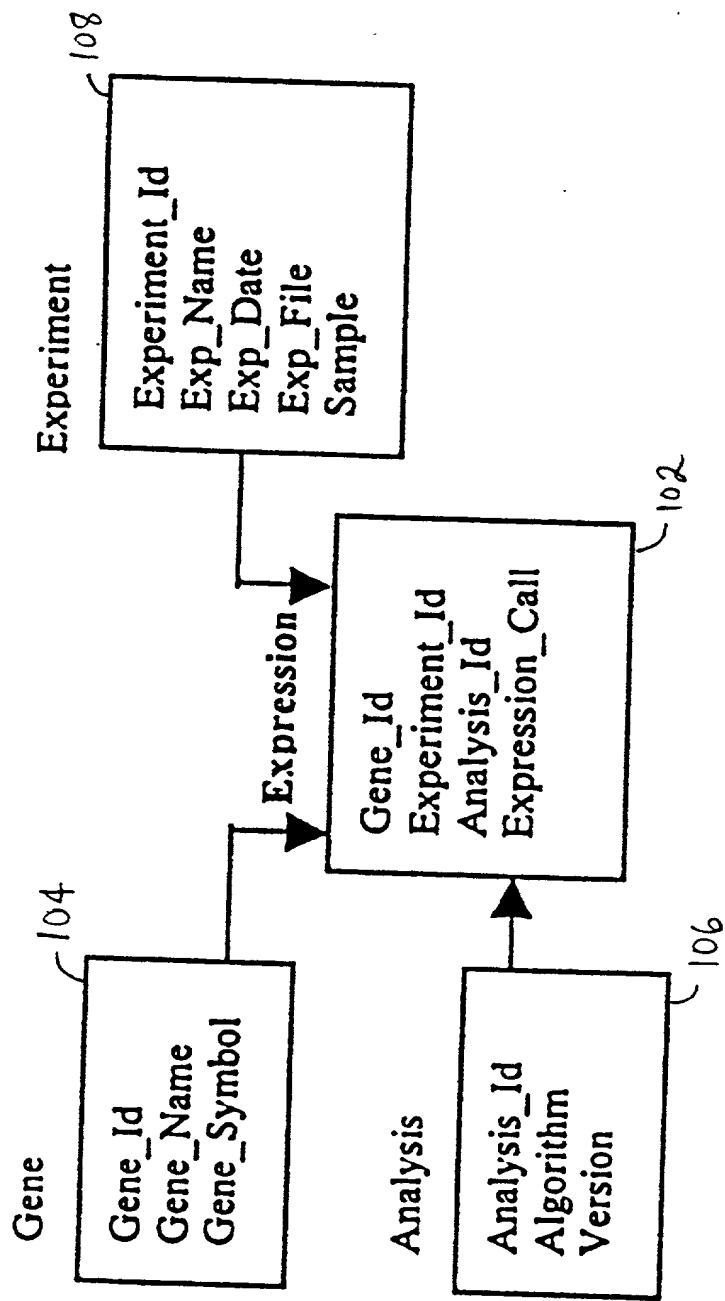 Gene
104
Gene_Id
Gene_Name
Gene_Symbol
Experiment
108
Experiment_Id
Exp_Name
Exp_Date
Exp_File
Sample
Expression
102
Gene_Id
Experiment_Id
Analysis_Id
Expression_Call
Analysis
106
Analysis_Id
Algorithm
Version